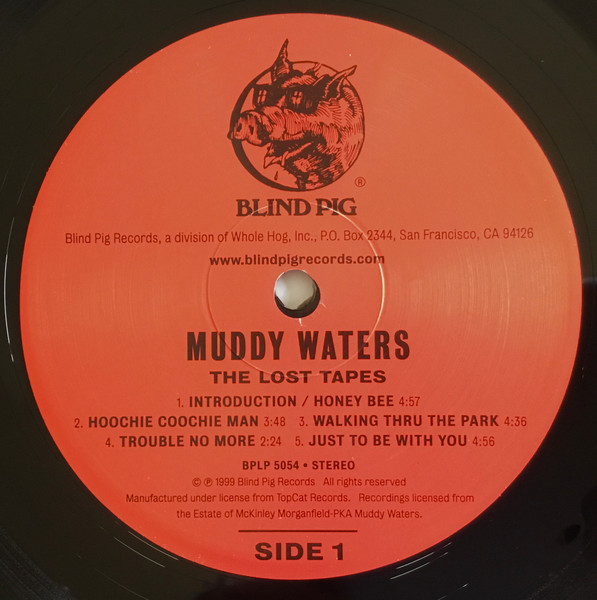 ®
BLIND PIG
Blind Pig Records, a division of Whole Hog, Inc., P.O. Box 2344, San Francisco, CA 94126
www.blindpigrecords.com
MUDDY WATERS
THE LOST TAPES
1. INTRODUCTION / HONEY BEE 4:57
2. HOOCHIE COOCHIE MAN 3:48 3. WALKING THRU THE PARK 4:36
4. TROUBLE NO MORE 2:24 5. JUST TO BE WITH YOU 4:56
BPLP 5054 • STEREO
© ℗ 1999 Blind Pig Records All rights reserved
Manufactured under license from TopCat Records. Recordings licensed from
the Estate of McKinley Morganfield-PKA Muddy Waters.
SIDE 1